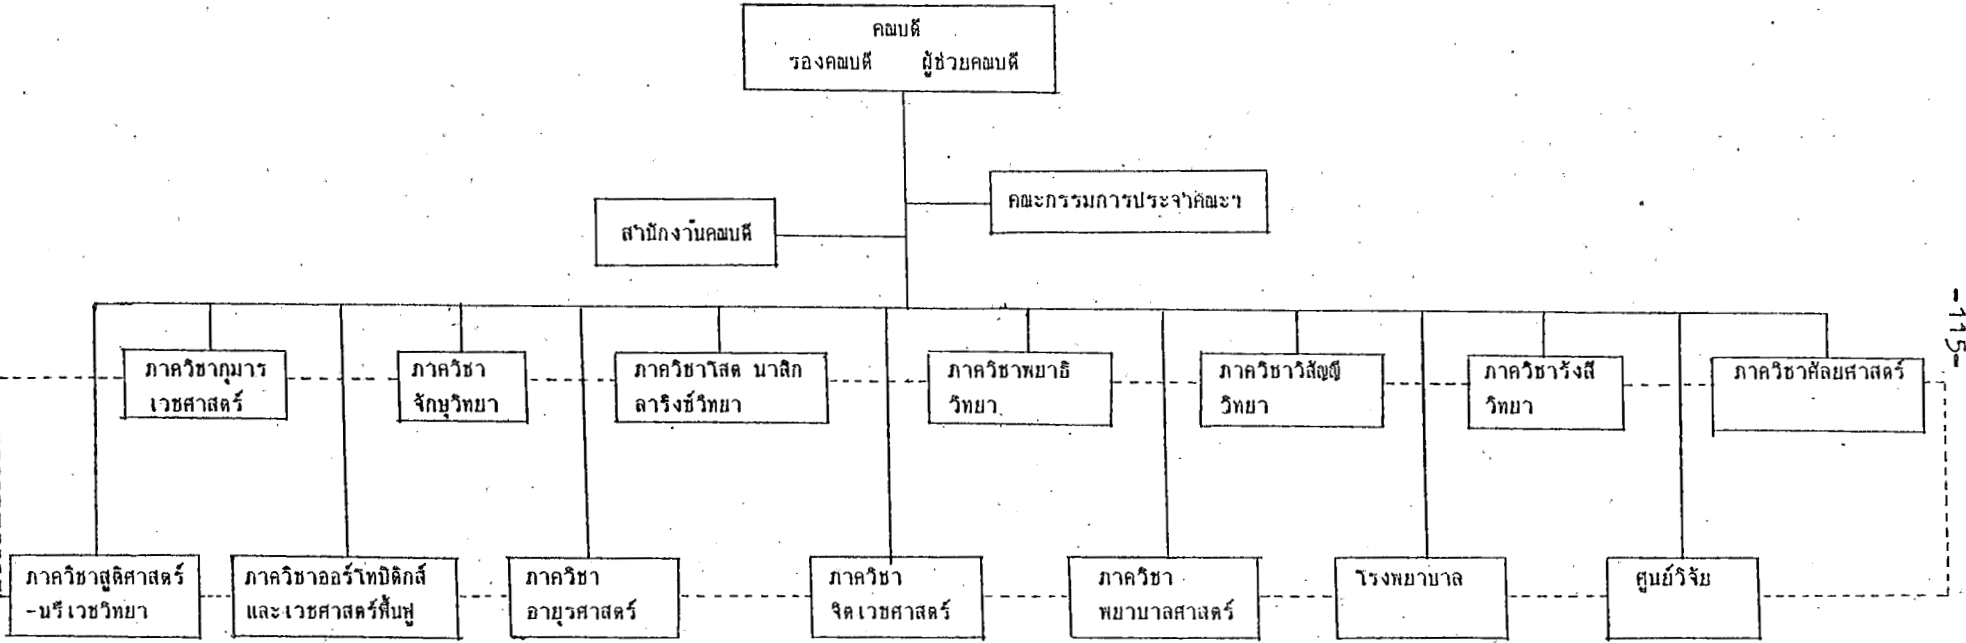 คณบดี
รองคณบดี ผู้ช่วยคณบดี
คณะกรรมการประจำคณะฯ
สำนักงานคณบดี
-115-
ภาควิชากุมาร
เวชศาสตร์
ภาควิชา
จักษุวิทยา
ภาควิชาโสต นาสิก
ลาริงซ์วิทยา
ภาควิชาพยาธิ
วิทยา
ภาควิชาวิสัญญี
วิทยา
ภาควิชารังสี
วิทยา
ภาควิชาศัลยศาสตร์
ภาควิชาสูติศาสตร์
-นรีเวชวิทยา
ภาควิชาออร์โทปิดิกส์
และเวชศาสตร์ฟื้นฟู
ภาควิชา
อายุรศาสตร์
ภาควิชา
จิตเวชศาสตร์
ภาควิชา
พยาบาลศาสตร์
โรงพยาบาล
ศูนย์วิจัย